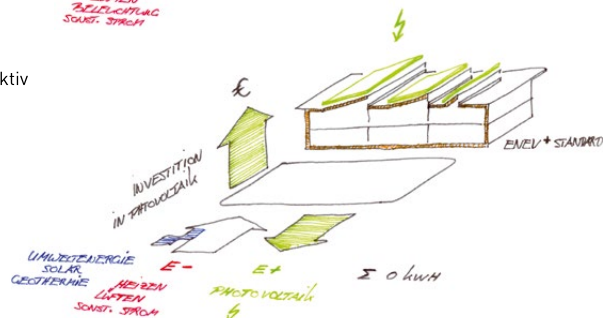 BELEUCHTUNG
SONST. STROM
ktiv
€
ENEV + STANDARD
INVESTITION
IN PHOTOVOLTAIK
UMWELTENERGIE
SOLAR
GEOTHERMIE
E -
HEIZEN
LÜFTEN
SONST. STROM
E +
PHOTOVOLTAIK
Σ 0 kWH